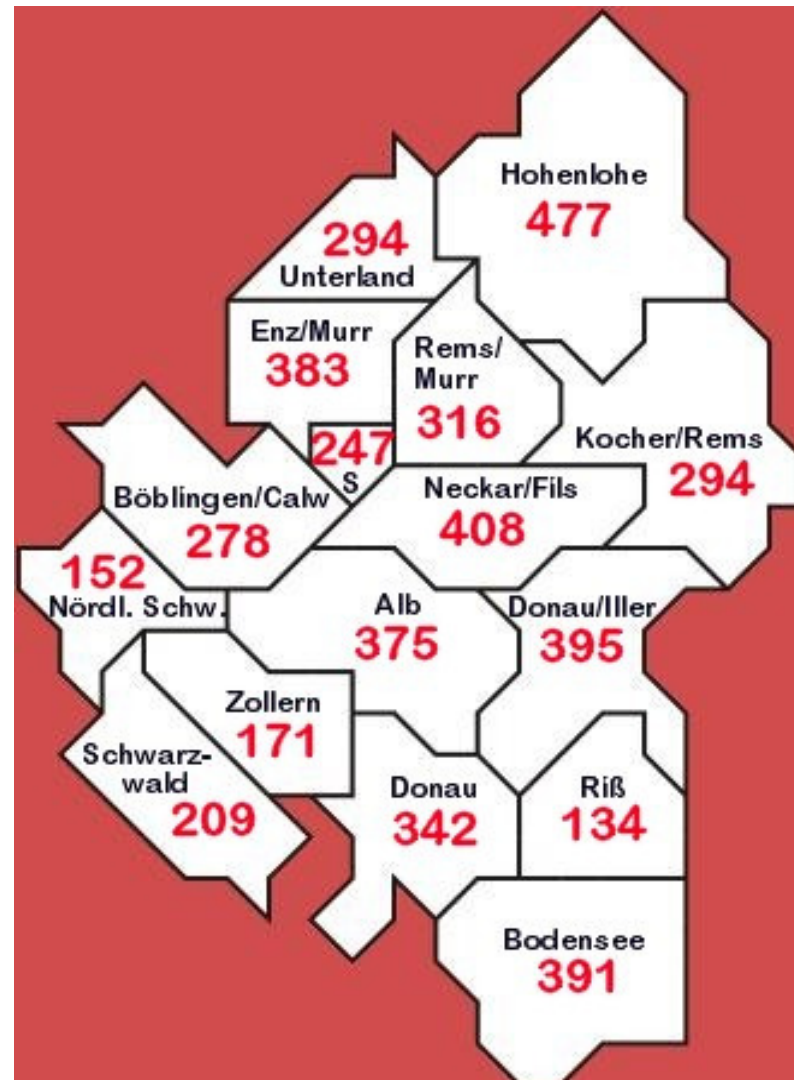 Hohenlohe
477
294
Unterland
Enz/Murr
383
Rems/
Murr
316
247
S
Kocher/Rems
294
Böblingen/Calw
278
Neckar/Fils
408
152
Nördl. Schw.
Alb
375
Donau/Iller
395
Zollern
171
Schwarz-
wald
209
Donau
342
Riß
134
Bodensee
391